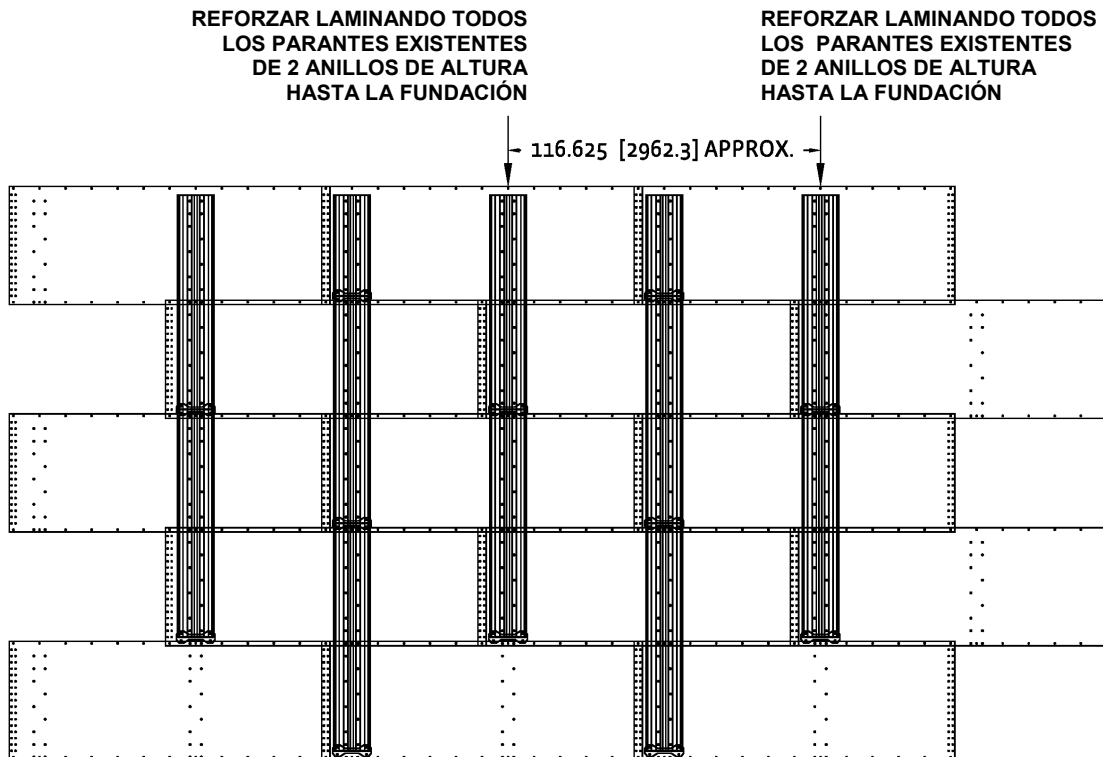 REFORZAR LAMINANDO TODOS
LOS PARANTES EXISTENTES
DE 2 ANILLOS DE ALTURA
HASTA LA FUNDACIÓN
REFORZAR LAMINANDO TODOS
LOS PARANTES EXISTENTES
DE 2 ANILLOS DE ALTURA
HASTA LA FUNDACIÓN
116.625 [2962.3] APPROX.